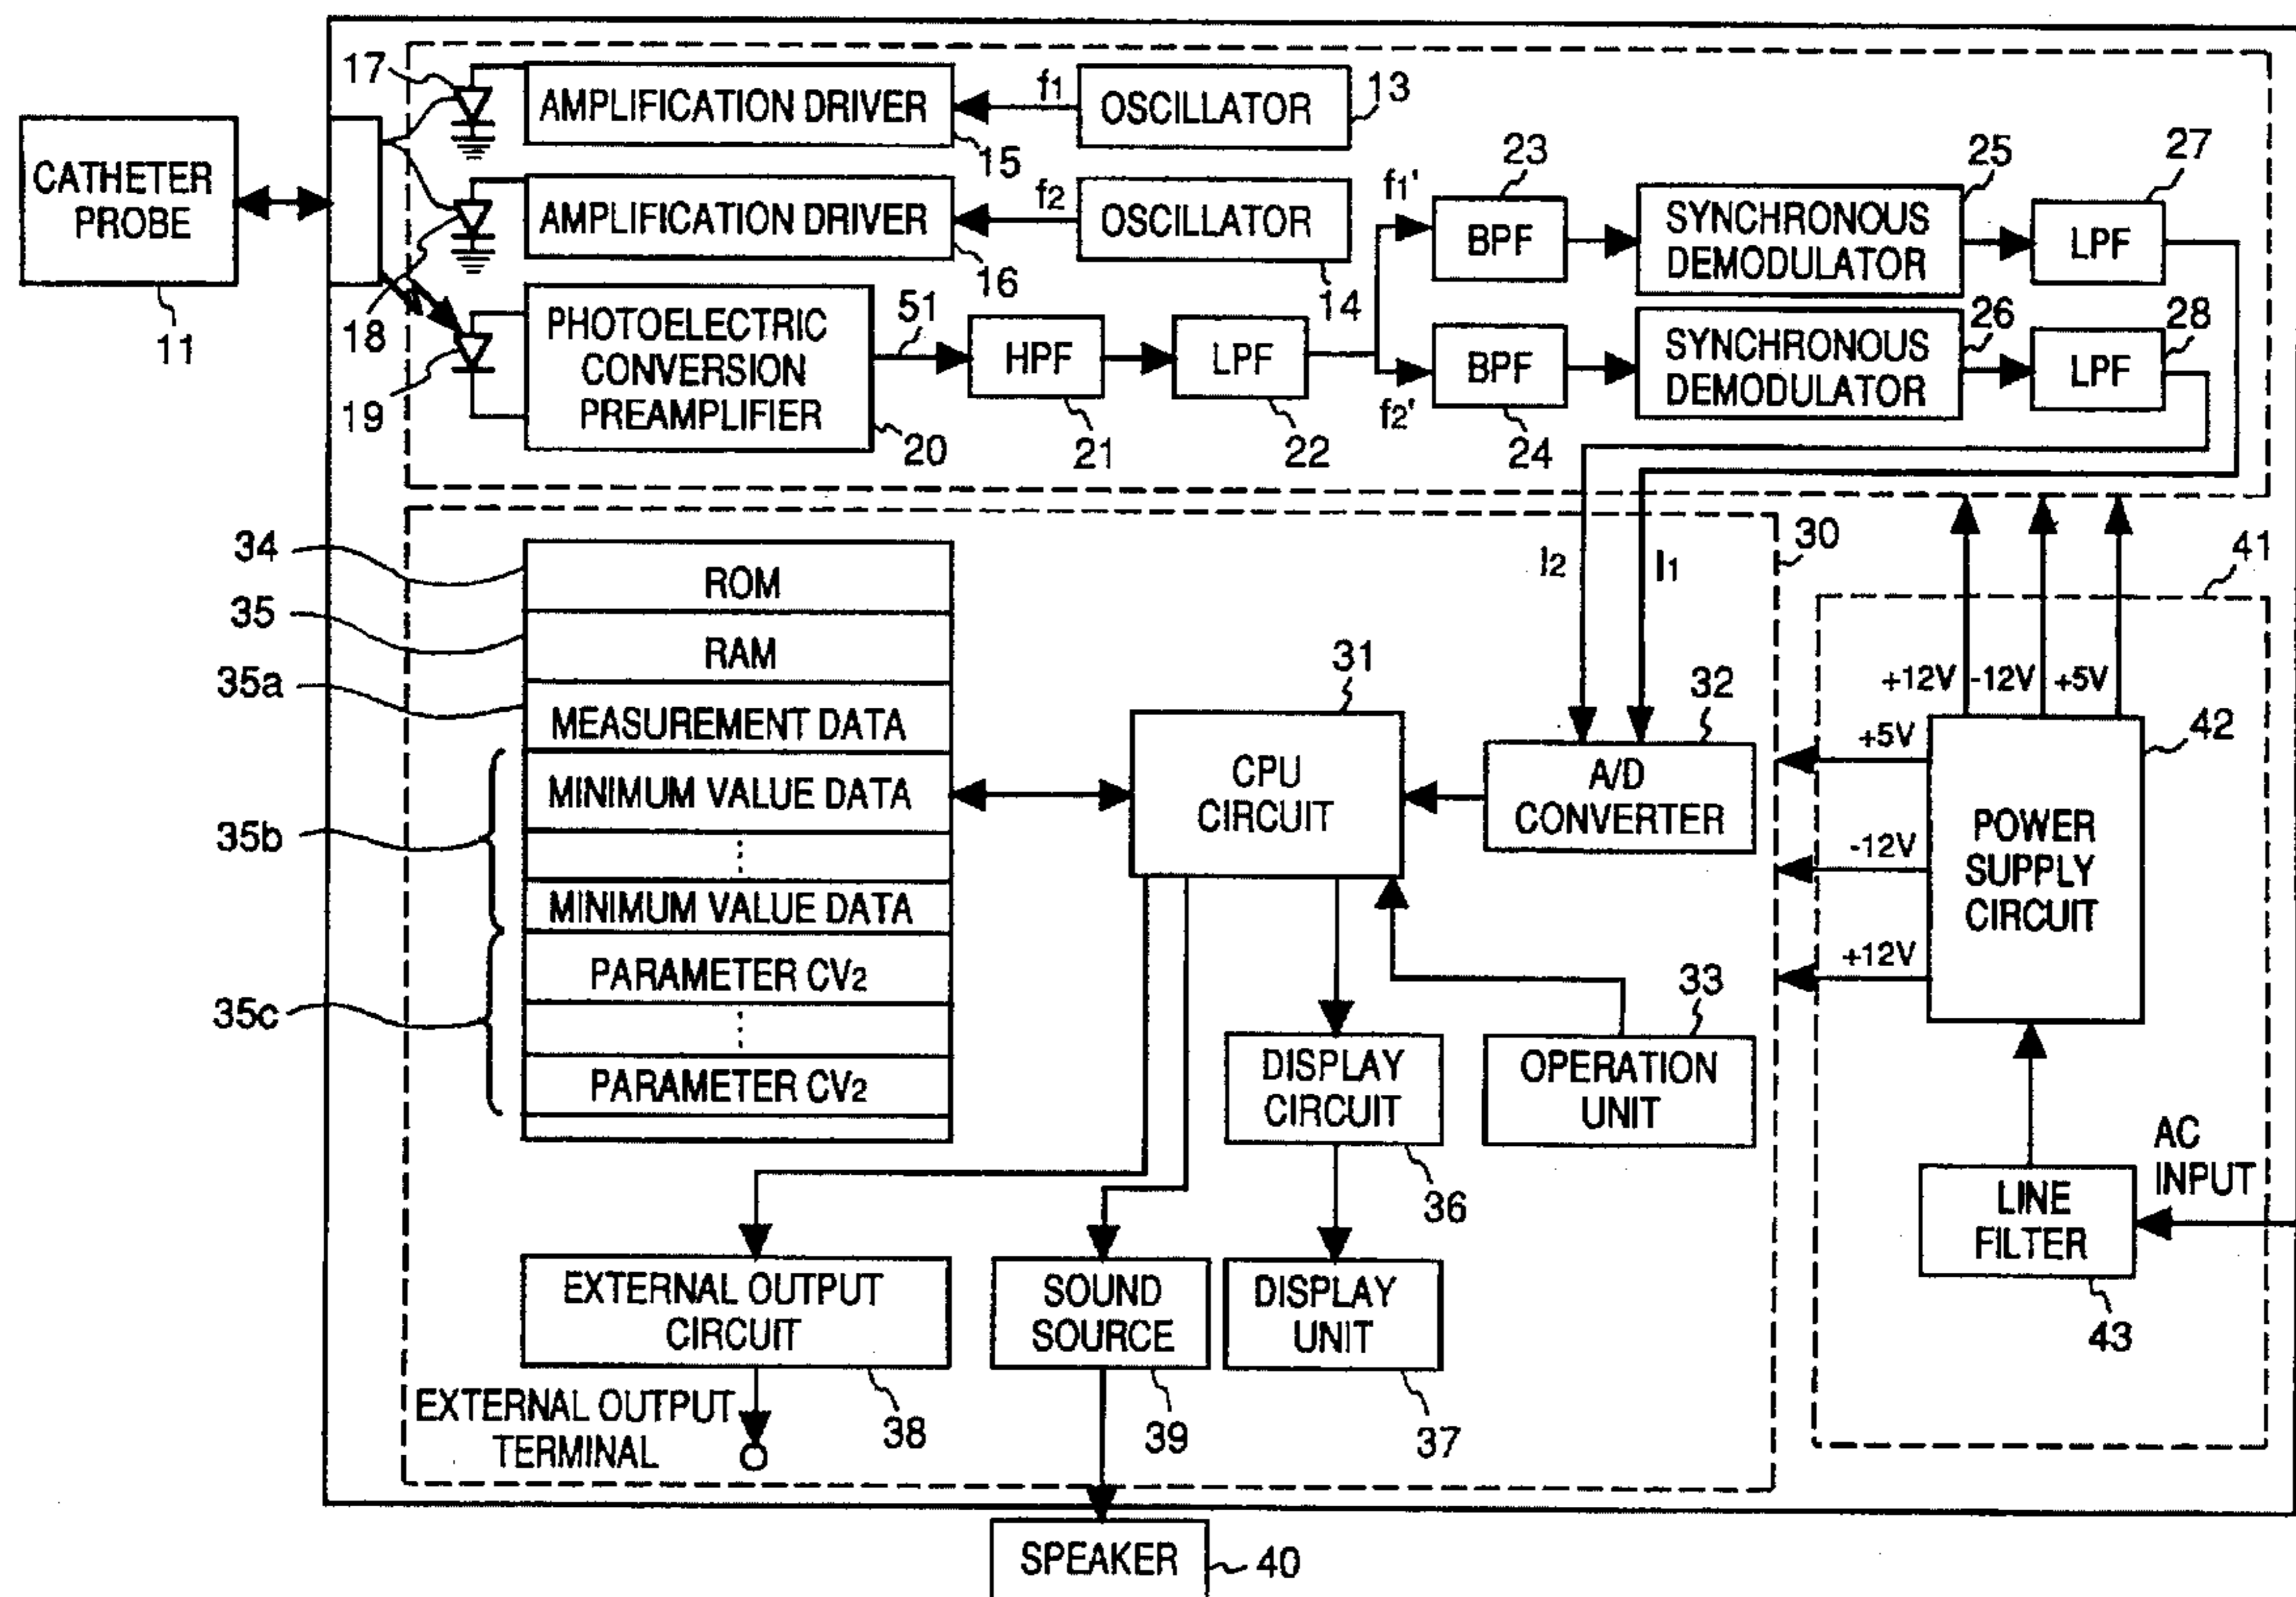 17
AMPLIFICATION DRIVER
15
f1
OSCILLATOR
13
CATHETER
PROBE
11
18
AMPLIFICATION DRIVER
16
f2
OSCILLATOR
14
19
PHOTOELECTRIC
CONVERSION
PREAMPLIFIER
20
51
HPF
21
LPF
22
f1'
f2'
23
BPF
BPF
24
25
SYNCHRONOUS
DEMODULATOR
26
SYNCHRONOUS
DEMODULATOR
27
LPF
28
LPF
30
I2
I1
34
ROM
35
RAM
35a
MEASUREMENT DATA
35b
MINIMUM VALUE DATA
MINIMUM VALUE DATA
35c
PARAMETER CV2
PARAMETER CV2
31
CPU
CIRCUIT
32
A/D
CONVERTER
41
+12V
-12V
+5V
+5V
-12V
+12V
42
POWER
SUPPLY
CIRCUIT
33
OPERATION
UNIT
DISPLAY
CIRCUIT
36
AC
INPUT
LINE
FILTER
43
EXTERNAL OUTPUT
CIRCUIT
38
SOUND
SOURCE
39
DISPLAY
UNIT
37
EXTERNAL OUTPUT
TERMINAL
SPEAKER
40